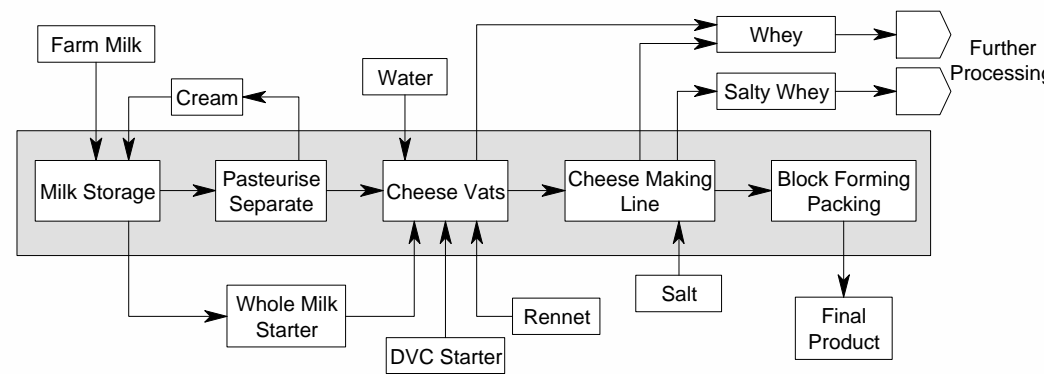 Farm Milk
Whey
Further
Processing
Water
Cream
Salty Whey
Milk Storage
Pasteurise
Separate
Cheese Vats
Cheese Making
Line
Block Forming
Packing
Whole Milk
Starter
Rennet
Salt
Final
Product
DVC Starter